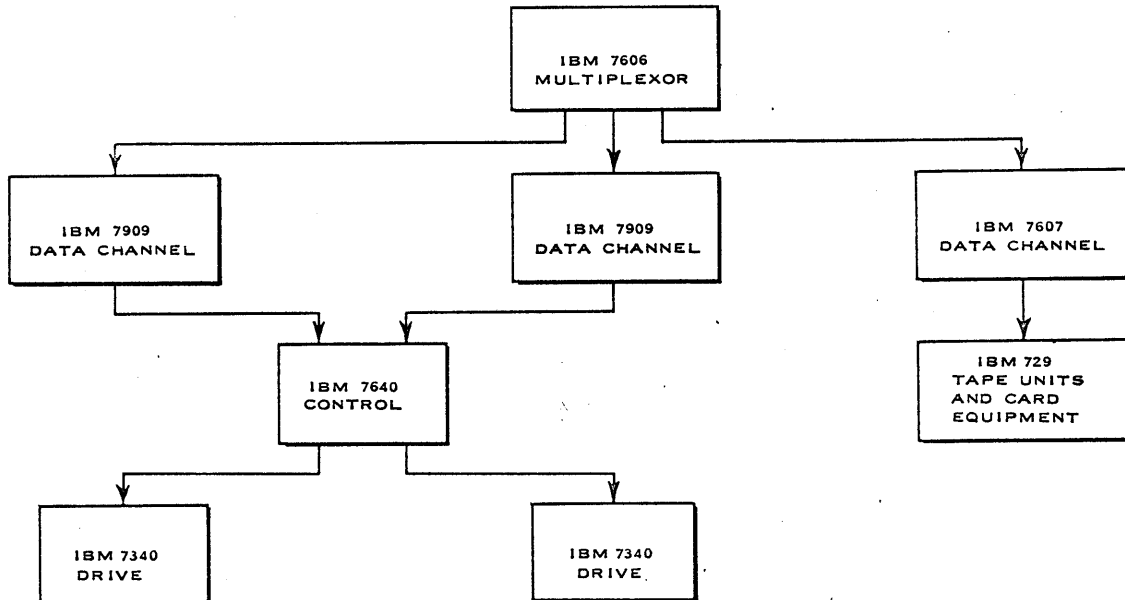 IBM 7606
MULTIPLEXOR
IBM 7909
DATA CHANNEL
IBM 7909
DATA CHANNEL
IBM 7607
DATA CHANNEL
IBM 7640
CONTROL
IBM 729
TAPE UNITS
AND CARD
EQUIPMENT
IBM 7340
DRIVE
IBM 7340
DRIVE